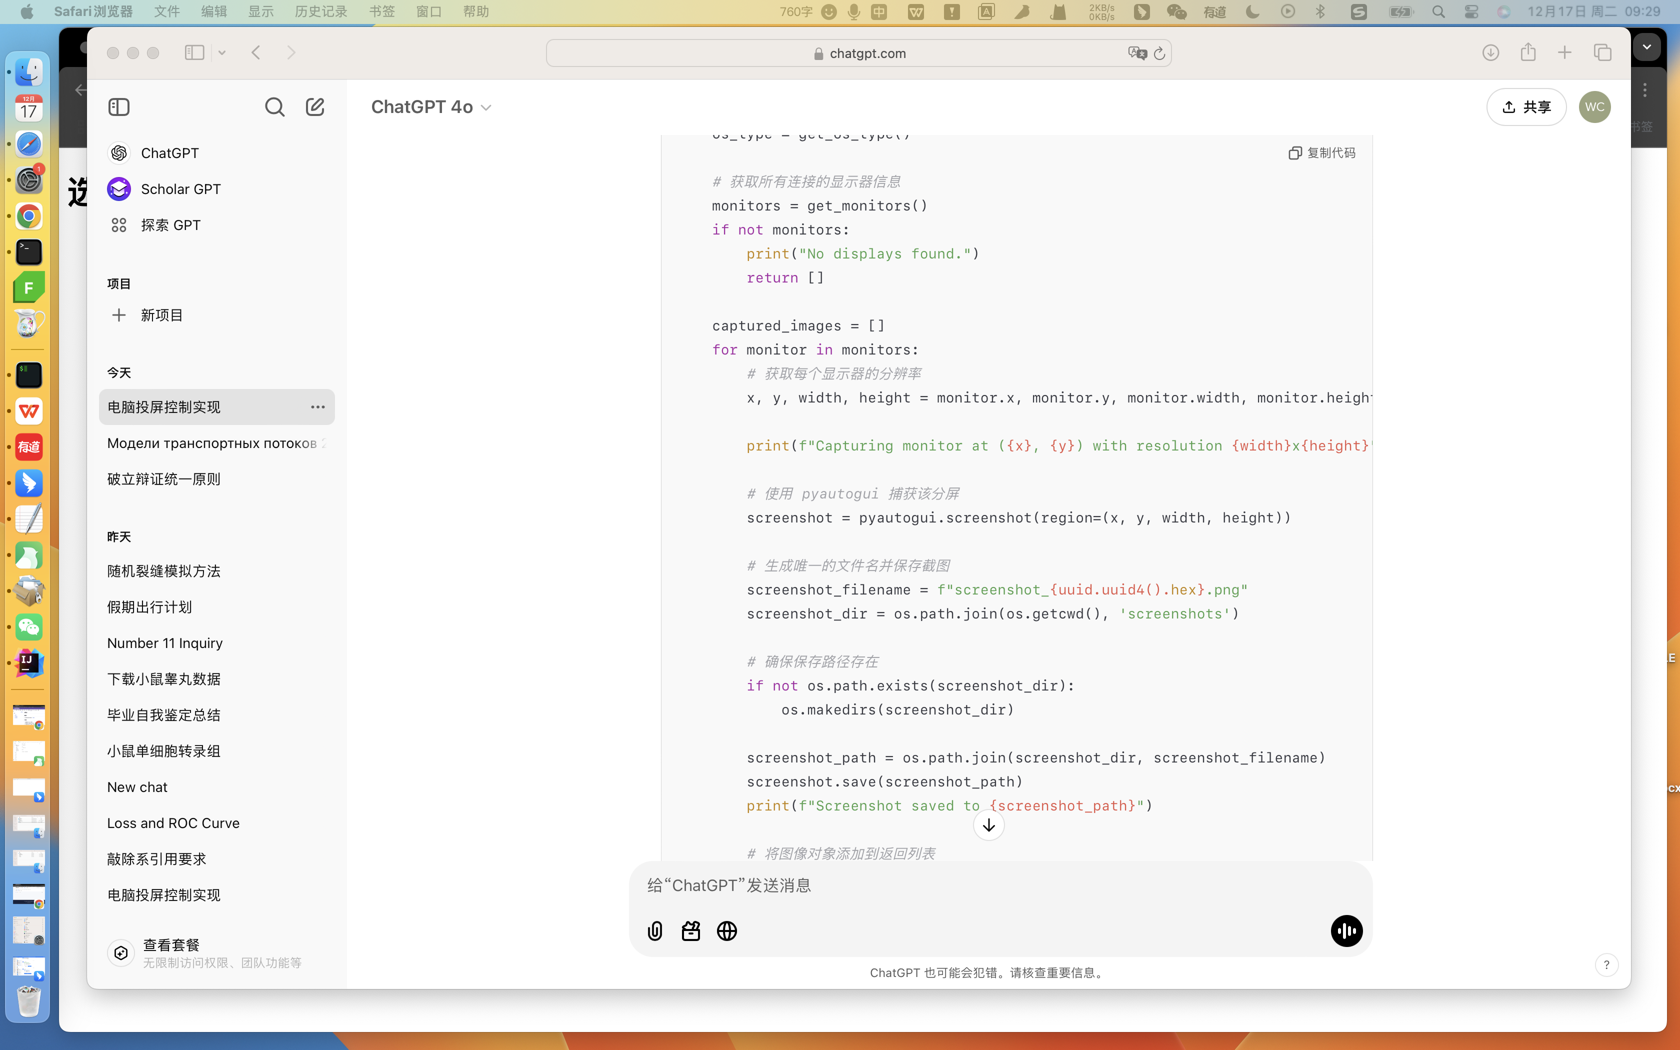 Safari浏览器 文件 编辑 显示 历史记录 书签 窗口 帮助 760字 中 2KB/s 0KB/s 有道 12月17日 周二 09:29
chatgpt.com
ChatGPT 4o
共享
WC
书签
ChatGPT
Scholar GPT
探索 GPT
项目
新项目
今天
电脑投屏控制实现
Модели транспортных потоков
破立辩证统一原则
昨天
随机裂缝模拟方法
假期出行计划
Number 11 Inquiry
下载小鼠睾丸数据
毕业自我鉴定总结
小鼠单细胞转录组
New chat
Loss and ROC Curve
敲除系引用要求
电脑投屏控制实现
查看套餐
无限制访问权限、团队功能等
os_type = get_os_type()
复制代码
# 获取所有连接的显示器信息
monitors = get_monitors()
if not monitors:
print("No displays found.")
return []
captured_images = []
for monitor in monitors:
# 获取每个显示器的分辨率
x, y, width, height = monitor.x, monitor.y, monitor.width, monitor.height
print(f"Capturing monitor at ({x}, {y}) with resolution {width}x{height}"
# 使用 pyautogui 捕获该分屏
screenshot = pyautogui.screenshot(region=(x, y, width, height))
# 生成唯一的文件名并保存截图
screenshot_filename = f"screenshot_{uuid.uuid4().hex}.png"
screenshot_dir = os.path.join(os.getcwd(), 'screenshots')
# 确保保存路径存在
if not os.path.exists(screenshot_dir):
os.makedirs(screenshot_dir)
screenshot_path = os.path.join(screenshot_dir, screenshot_filename)
screenshot.save(screenshot_path)
print(f"Screenshot saved to {screenshot_path}")
# 将图像对象添加到返回列表
给“ChatGPT”发送消息
ChatGPT 也可能会犯错。请核查重要信息。
?
选
12月
17
1
F
有道
IJ